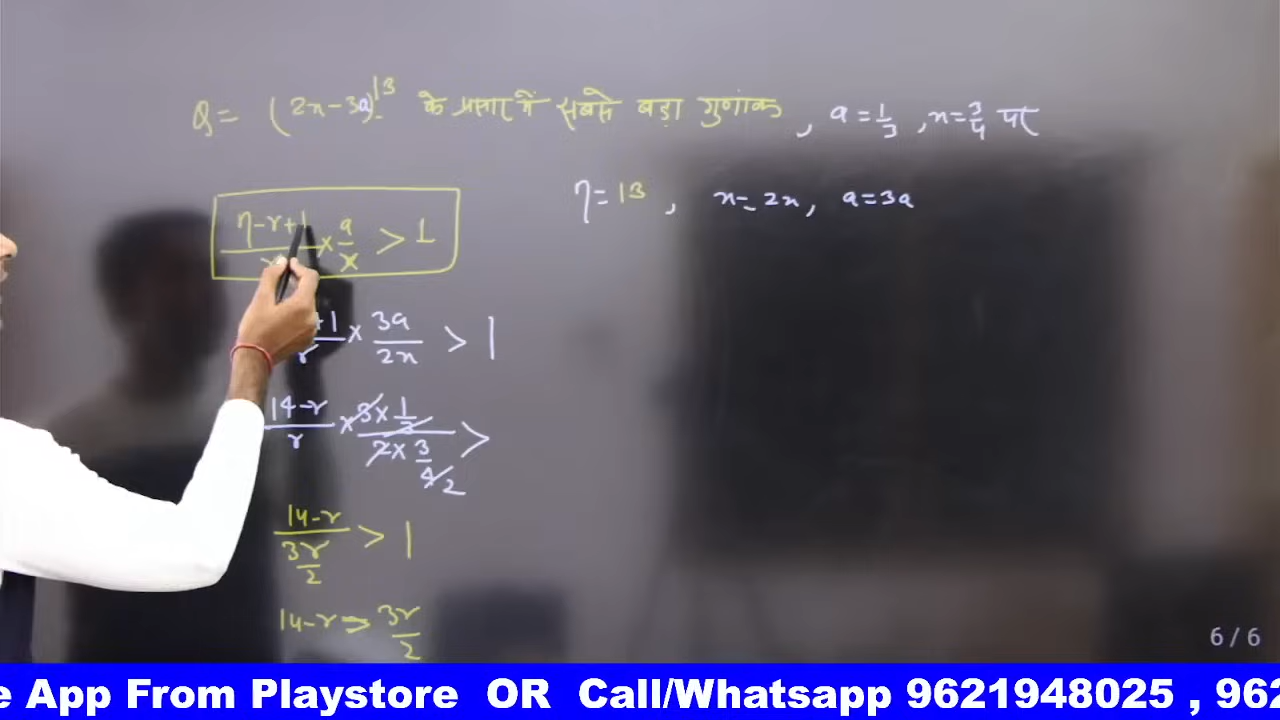 Q = (2x-3a)^13 के प्रसार में सबसे बड़ा गुणांक , a = 1/3 , x = 3/4 पर
η = 13 , x = 2x , a = 3a
η-r+1 × a/x > 1
+1/r × 3a/2x > 1
14-r/r × 3×1/3 / 2×3/4 2 >
14-r / 3r/2 > 1
14-r > 3r/2
6 / 6
e App From Playstore OR Call/Whatsapp 9621948025 , 962